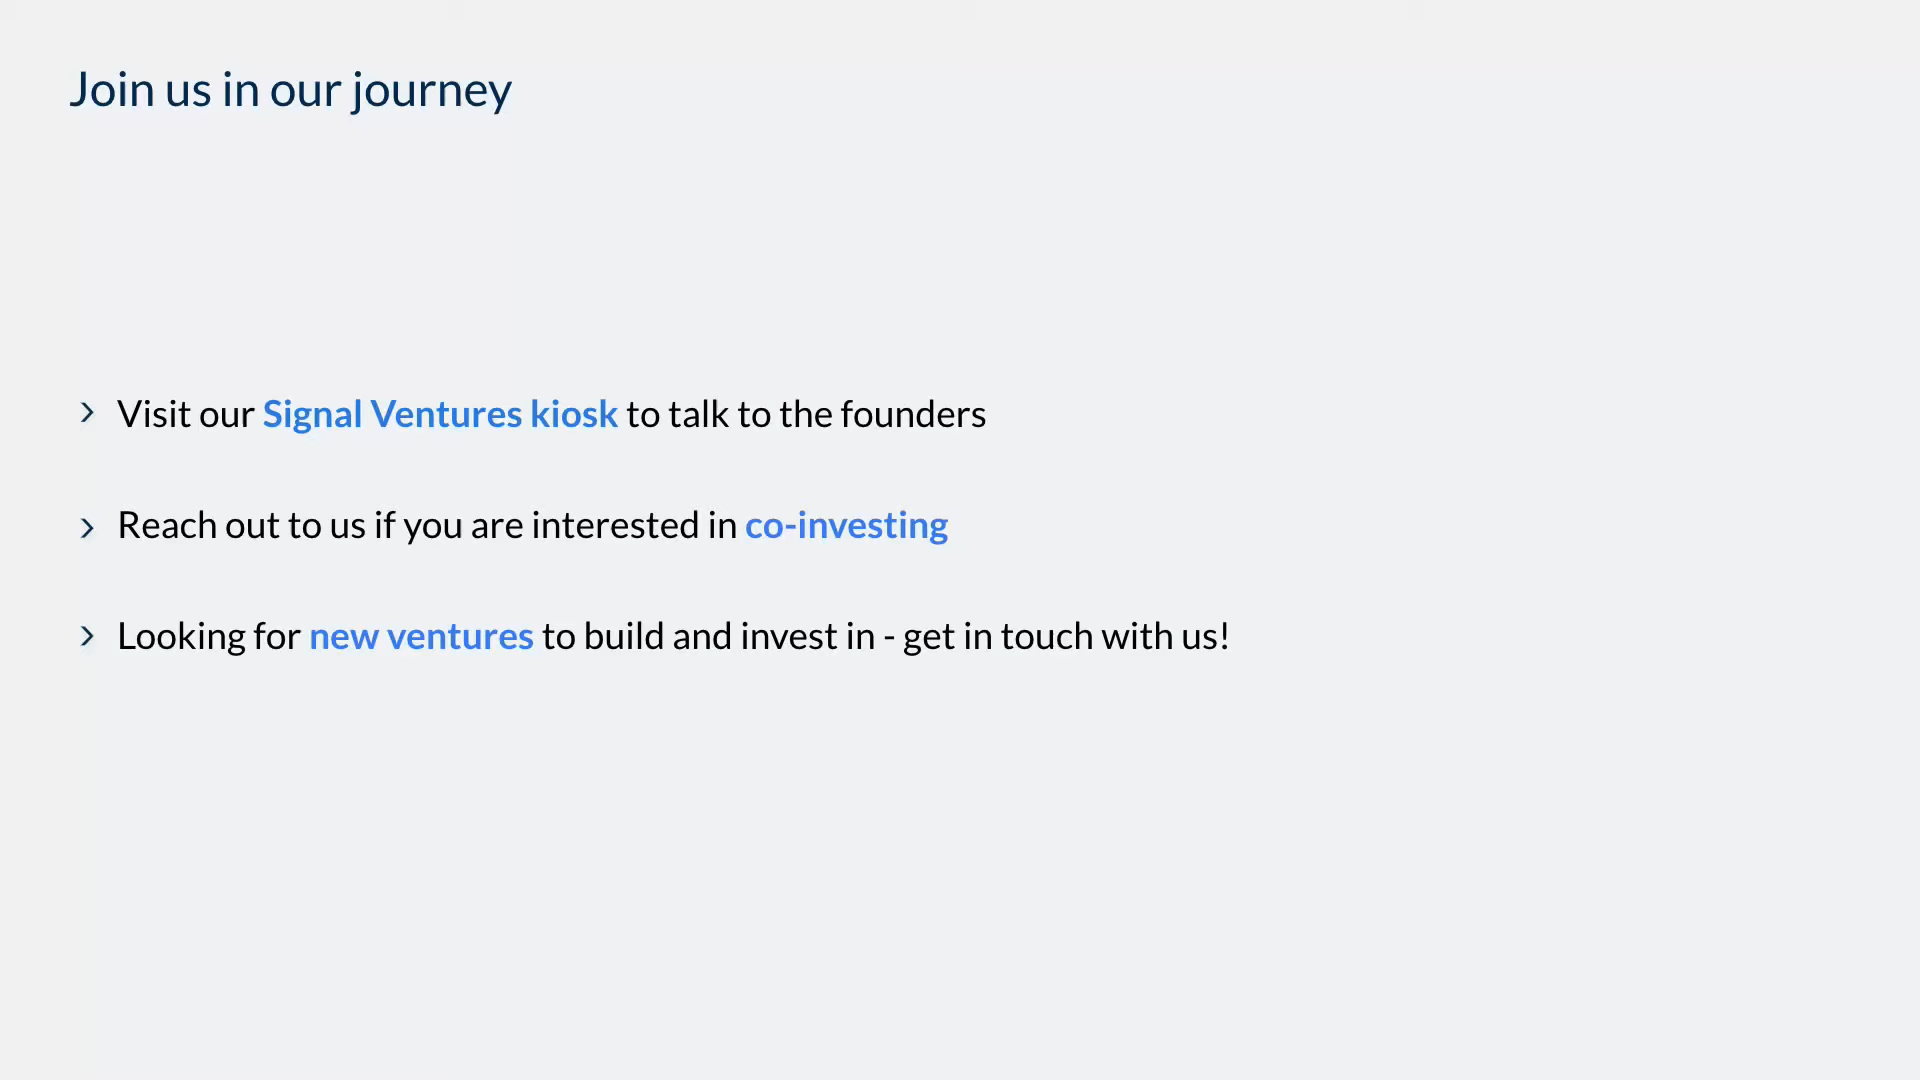 Join us in our journey
Visit our Signal Ventures kiosk to talk to the founders
Reach out to us if you are interested in co-investing
Looking for new ventures to build and invest in - get in touch with us!